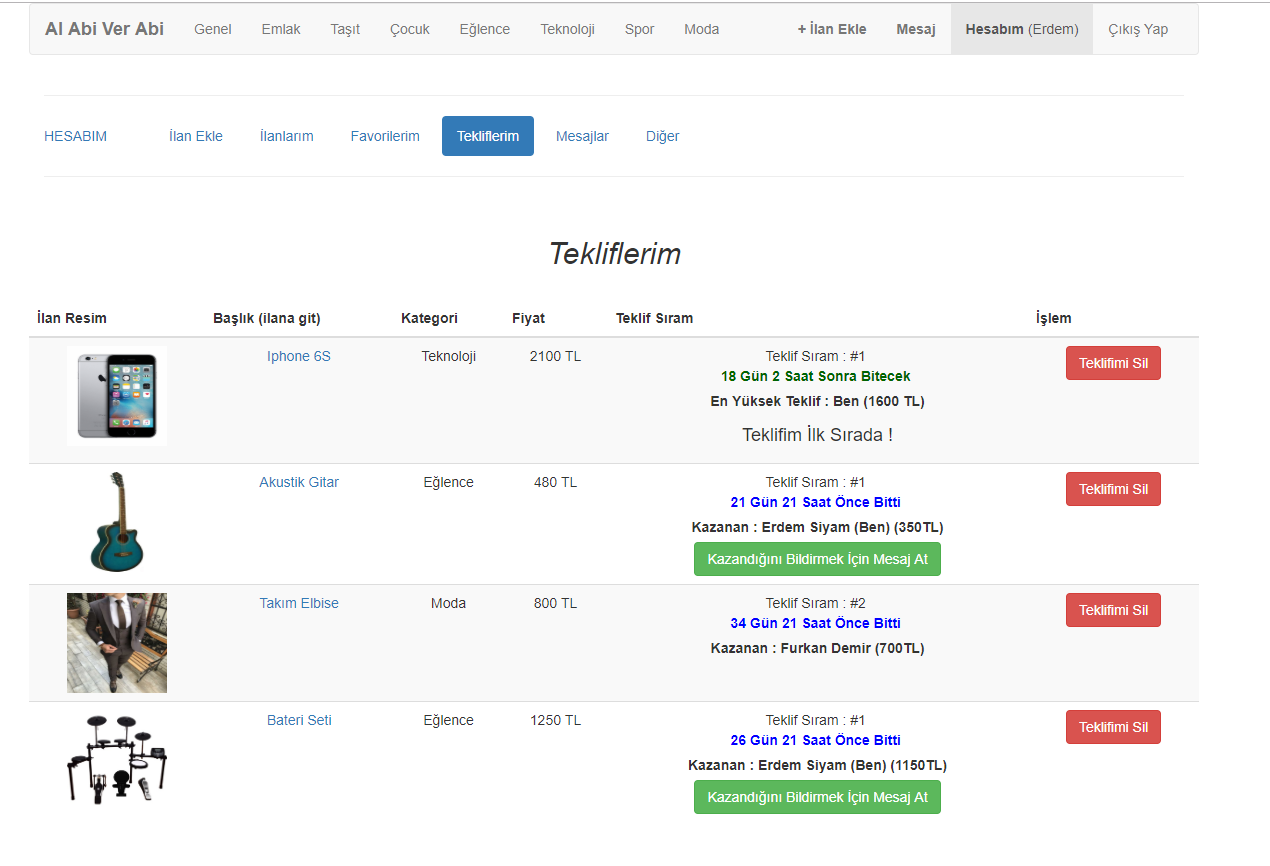 Al Abi Ver Abi Genel Emlak Taşıt Çocuk Eğlence Teknoloji Spor Moda + İlan Ekle Mesaj Hesabım (Erdem) Çıkış Yap
HESABIM İlan Ekle İlanlarım Favorilerim Tekliflerim Mesajlar Diğer
Tekliflerim
İlan Resim Başlık (ilana git) Kategori Fiyat Teklif Sıram İşlem
Iphone 6S Teknoloji 2100 TL Teklif Sıram : #1 Teklifimi Sil
18 Gün 2 Saat Sonra Bitecek
En Yüksek Teklif : Ben (1600 TL)
Teklifim İlk Sırada !
Akustik Gitar Eğlence 480 TL Teklif Sıram : #1 Teklifimi Sil
21 Gün 21 Saat Önce Bitti
Kazanan : Erdem Siyam (Ben) (350TL)
Kazandığını Bildirmek İçin Mesaj At
Takım Elbise Moda 800 TL Teklif Sıram : #2 Teklifimi Sil
34 Gün 21 Saat Önce Bitti
Kazanan : Furkan Demir (700TL)
Bateri Seti Eğlence 1250 TL Teklif Sıram : #1 Teklifimi Sil
26 Gün 21 Saat Önce Bitti
Kazanan : Erdem Siyam (Ben) (1150TL)
Kazandığını Bildirmek İçin Mesaj At